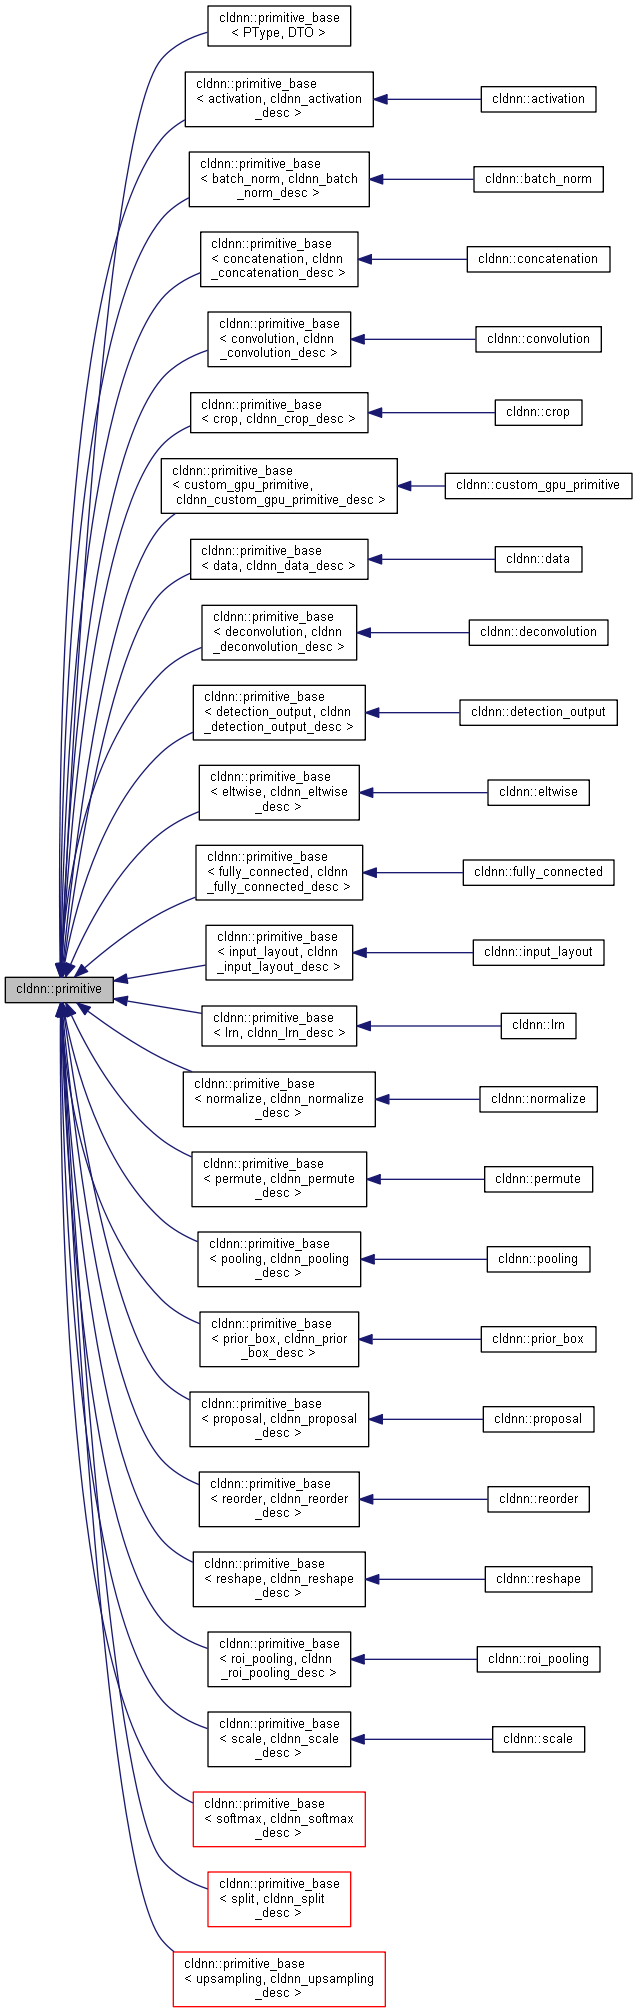 cldnn::primitive_base
< PType, DTO >
cldnn::primitive_base
< activation, cldnn_activation
_desc >
cldnn::activation
cldnn::primitive_base
< batch_norm, cldnn_batch
_norm_desc >
cldnn::batch_norm
cldnn::primitive_base
< concatenation, cldnn
_concatenation_desc >
cldnn::concatenation
cldnn::primitive_base
< convolution, cldnn
_convolution_desc >
cldnn::convolution
cldnn::primitive_base
< crop, cldnn_crop_desc >
cldnn::crop
cldnn::primitive_base
< custom_gpu_primitive,
cldnn_custom_gpu_primitive_desc >
cldnn::custom_gpu_primitive
cldnn::primitive_base
< data, cldnn_data_desc >
cldnn::data
cldnn::primitive_base
< deconvolution, cldnn
_deconvolution_desc >
cldnn::deconvolution
cldnn::primitive_base
< detection_output, cldnn
_detection_output_desc >
cldnn::detection_output
cldnn::primitive_base
< eltwise, cldnn_eltwise
_desc >
cldnn::eltwise
cldnn::primitive_base
< fully_connected, cldnn
_fully_connected_desc >
cldnn::fully_connected
cldnn::primitive_base
< input_layout, cldnn
_input_layout_desc >
cldnn::input_layout
cldnn::primitive
cldnn::primitive_base
< lrn, cldnn_lrn_desc >
cldnn::lrn
cldnn::primitive_base
< normalize, cldnn_normalize
_desc >
cldnn::normalize
cldnn::primitive_base
< permute, cldnn_permute
_desc >
cldnn::permute
cldnn::primitive_base
< pooling, cldnn_pooling
_desc >
cldnn::pooling
cldnn::primitive_base
< prior_box, cldnn_prior
_box_desc >
cldnn::prior_box
cldnn::primitive_base
< proposal, cldnn_proposal
_desc >
cldnn::proposal
cldnn::primitive_base
< reorder, cldnn_reorder
_desc >
cldnn::reorder
cldnn::primitive_base
< reshape, cldnn_reshape
_desc >
cldnn::reshape
cldnn::primitive_base
< roi_pooling, cldnn
_roi_pooling_desc >
cldnn::roi_pooling
cldnn::primitive_base
< scale, cldnn_scale
_desc >
cldnn::scale
cldnn::primitive_base
< softmax, cldnn_softmax
_desc >
cldnn::primitive_base
< split, cldnn_split
_desc >
cldnn::primitive_base
< upsampling, cldnn_upsampling
_desc >